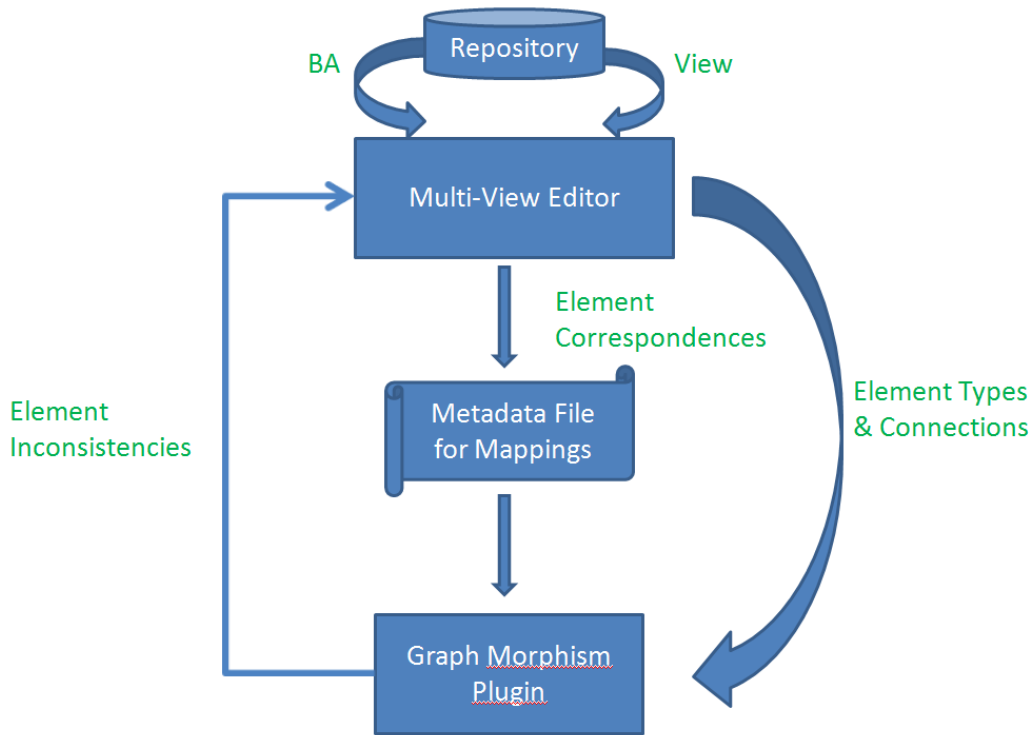 Repository
BA
View
Multi-View Editor
Element
Correspondences
Element Types
& Connections
Element
Inconsistencies
Metadata File
for Mappings
Graph Morphism
Plugin